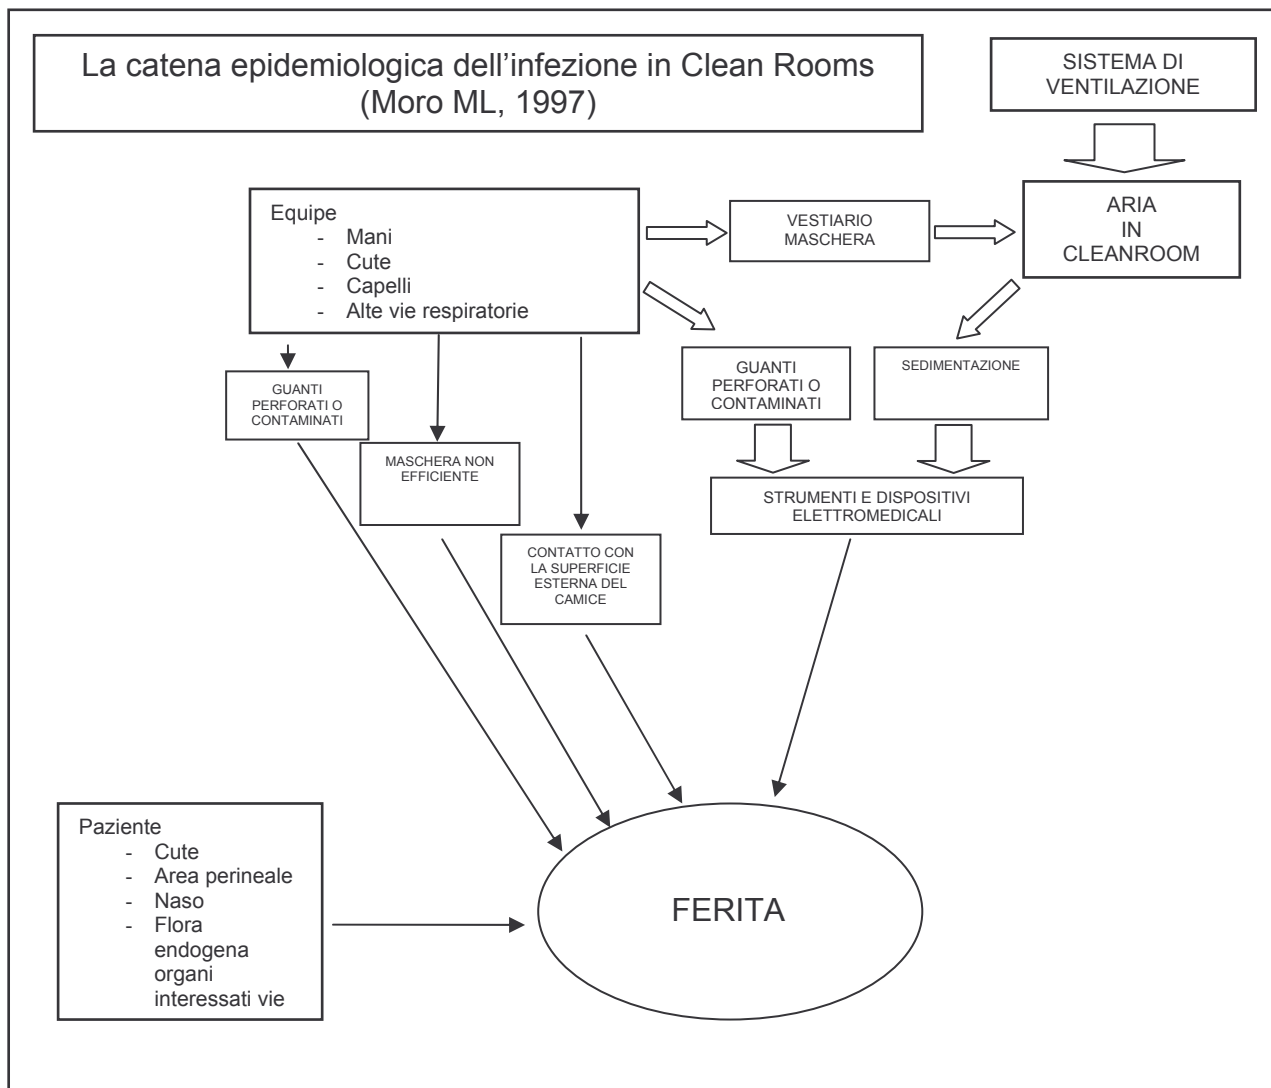 La catena epidemiologica dell'infezione in Clean Rooms
(Moro ML, 1997)
SISTEMA DI
VENTILAZIONE
Equipe
- Mani
- Cute
- Capelli
- Alte vie respiratorie
VESTIARIO
MASCHERA
ARIA
IN
CLEANROOM
GUANTI
PERFORATI O
CONTAMINATI
MASCHERA NON
EFFICIENTE
CONTATTO CON
LA SUPERFICIE
ESTERNA DEL
CAMICE
GUANTI
PERFORATI O
CONTAMINATI
SEDIMENTAZIONE
STRUMENTI E DISPOSITIVI
ELETTROMEDICALI
Paziente
- Cute
- Area perineale
- Naso
- Flora
endogena
organi
interessati vie
FERITA